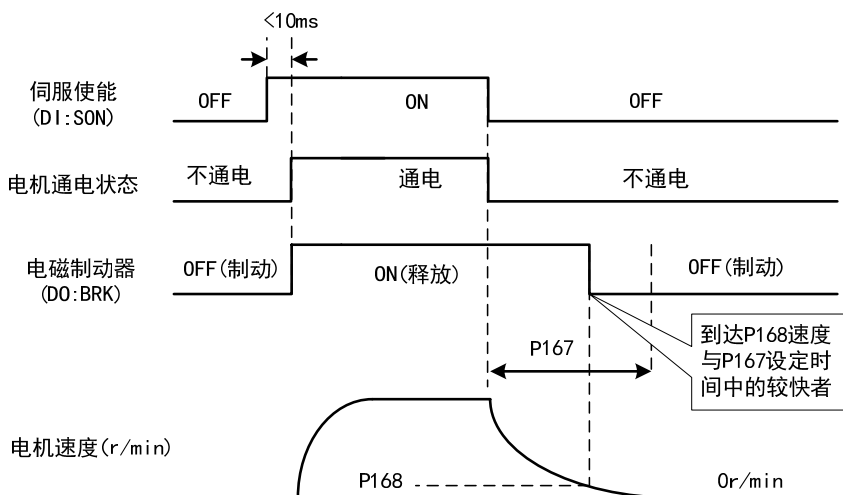 <10ms
伺服使能
(DI:SON)
OFF
ON
OFF
电机通电状态
不通电
通电
不通电
电磁制动器
(DO:BRK)
OFF(制动)
ON(释放)
OFF(制动)
P167
到达P168速度
与P167设定时
间中的较快者
电机速度(r/min)
P168
0r/min